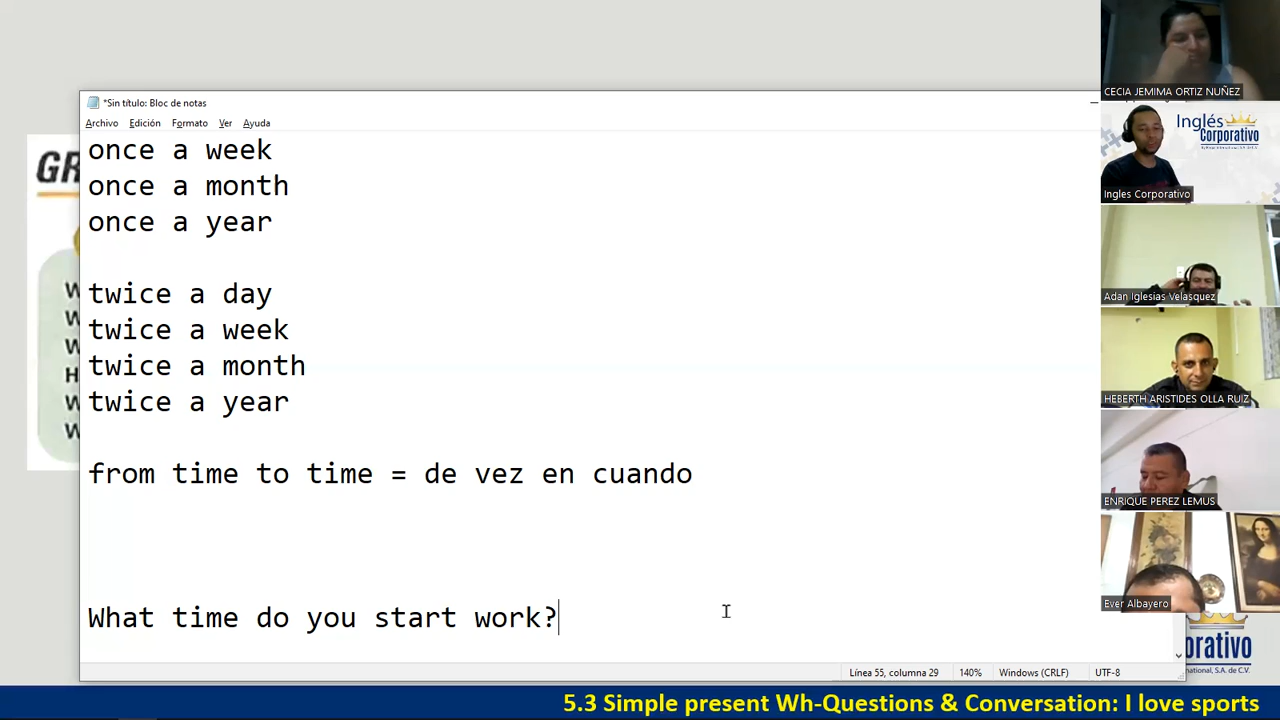 *Sin título: Bloc de notas
Archivo Edición Formato Ver Ayuda
GR
once a week
once a month
once a year
twice a day
twice a week
twice a month
twice a year
from time to time = de vez en cuando
What time do you start work?
Línea 55, columna 29 140% Windows (CRLF) UTF-8
W
W
W
H
W
W
CECIA JEMIMA ORTIZ NUÑEZ
Inglés
Corporativo
Ingles Corporativo
Adan Iglesias Velasquez
HEBERTH ARISTIDES OLLA RUIZ
ENRIQUE PEREZ LEMUS
Ever Albayero
orativo
5.3 Simple present Wh-Questions & Conversation: I love sports